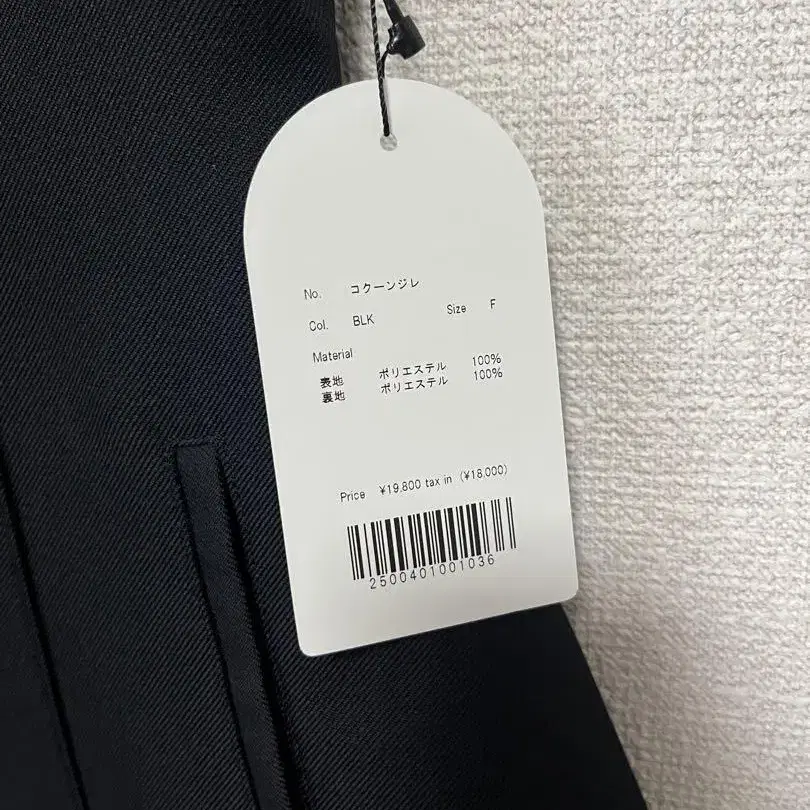 No. コクーンジレ
Col. BLK Size F
Material
表地 ポリエステル 100%
裏地 ポリエステル 100%
Price ¥19,800 tax in (¥18,000)
2500401001036